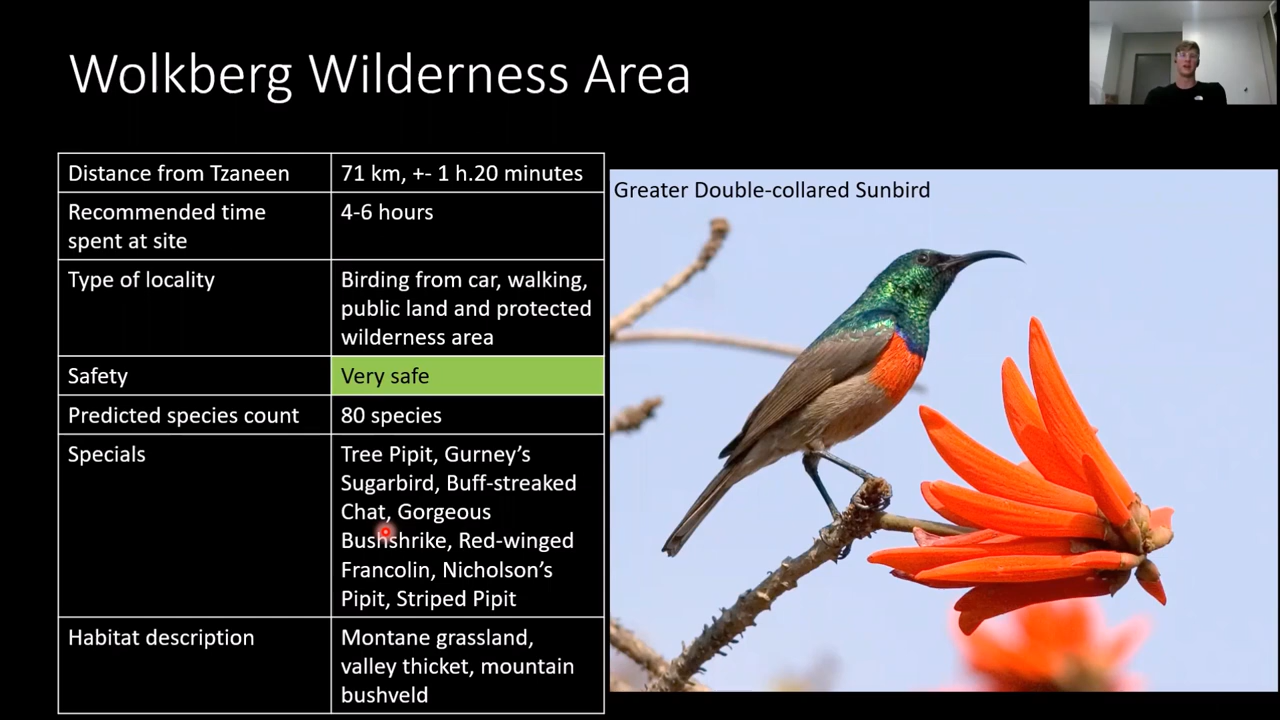 Wolkberg Wilderness Area
Distance from Tzaneen
71 km, +- 1 h.20 minutes
Recommended time
spent at site
4-6 hours
Type of locality
Birding from car, walking,
public land and protected
wilderness area
Safety
Very safe
Predicted species count
80 species
Specials
Tree Pipit, Gurney’s
Sugarbird, Buff-streaked
Chat, Gorgeous
Bushshrike, Red-winged
Francolin, Nicholson’s
Pipit, Striped Pipit
Habitat description
Montane grassland,
valley thicket, mountain
bushveld
Greater Double-collared Sunbird